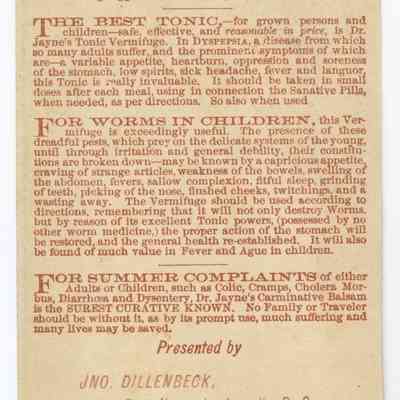 THE BEST TONIC,—for grown persons and
children—safe, effective, and reasonable in price, is Dr.
Jayne's Tonic Vermifuge. In DYSPEPSIA, a disease from which
so many adults suffer, and the prominent symptoms of which
are—a variable appetite, heartburn, oppression and soreness
of the stomach, low spirits, sick headache, fever and languor,
this Tonic is really invaluable. It should be taken in small
doses after each meal, using in connection the Sanative Pills,
when needed, as per directions. So also when used
FOR WORMS IN CHILDREN, this Ver-
mifuge is exceedingly useful. The presence of these
dreadful pests, which prey on the delicate systems of the young,
until through irritation and general debility, their constitu-
tions are broken down—may be known by a capricious appetite,
craving of strange articles, weakness of the bowels, swelling of
the abdomen, fevers, sallow complexion, fitful sleep, grinding
of teeth, picking of the nose, flushed cheeks, twitchings, and a
wasting away. The Vermifuge should be used according to
directions, remembering that it will not only destroy Worms,
but by reason of its excellent Tonic powers, (possessed by no
other worm medicine,) the proper action of the stomach will
be restored, and the general health re-established. It will also
be found of much value in Fever and Ague in children.
FOR SUMMER COMPLAINTS of either
Adults or Children, such as Colic, Cramps, Cholera Mor-
bus, Diarrhœa and Dysentery, Dr. Jayne's Carminative Balsam
is the SUREST CURATIVE KNOWN. No Family or Traveler
should be without it, as by its prompt use, much suffering and
many lives may be saved.
Presented by
JNO. DILLENBECK,